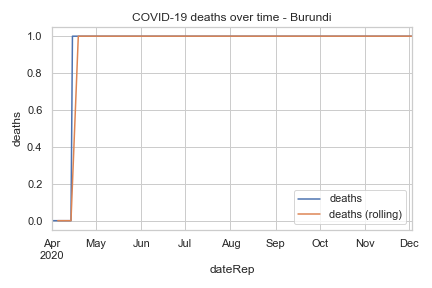 COVID-19 deaths over time - Burundi
deaths
1.0
0.8
0.6
0.4
0.2
0.0
deaths
deaths (rolling)
Apr May Jun Jul Aug Sep Oct Nov Dec
2020
dateRep